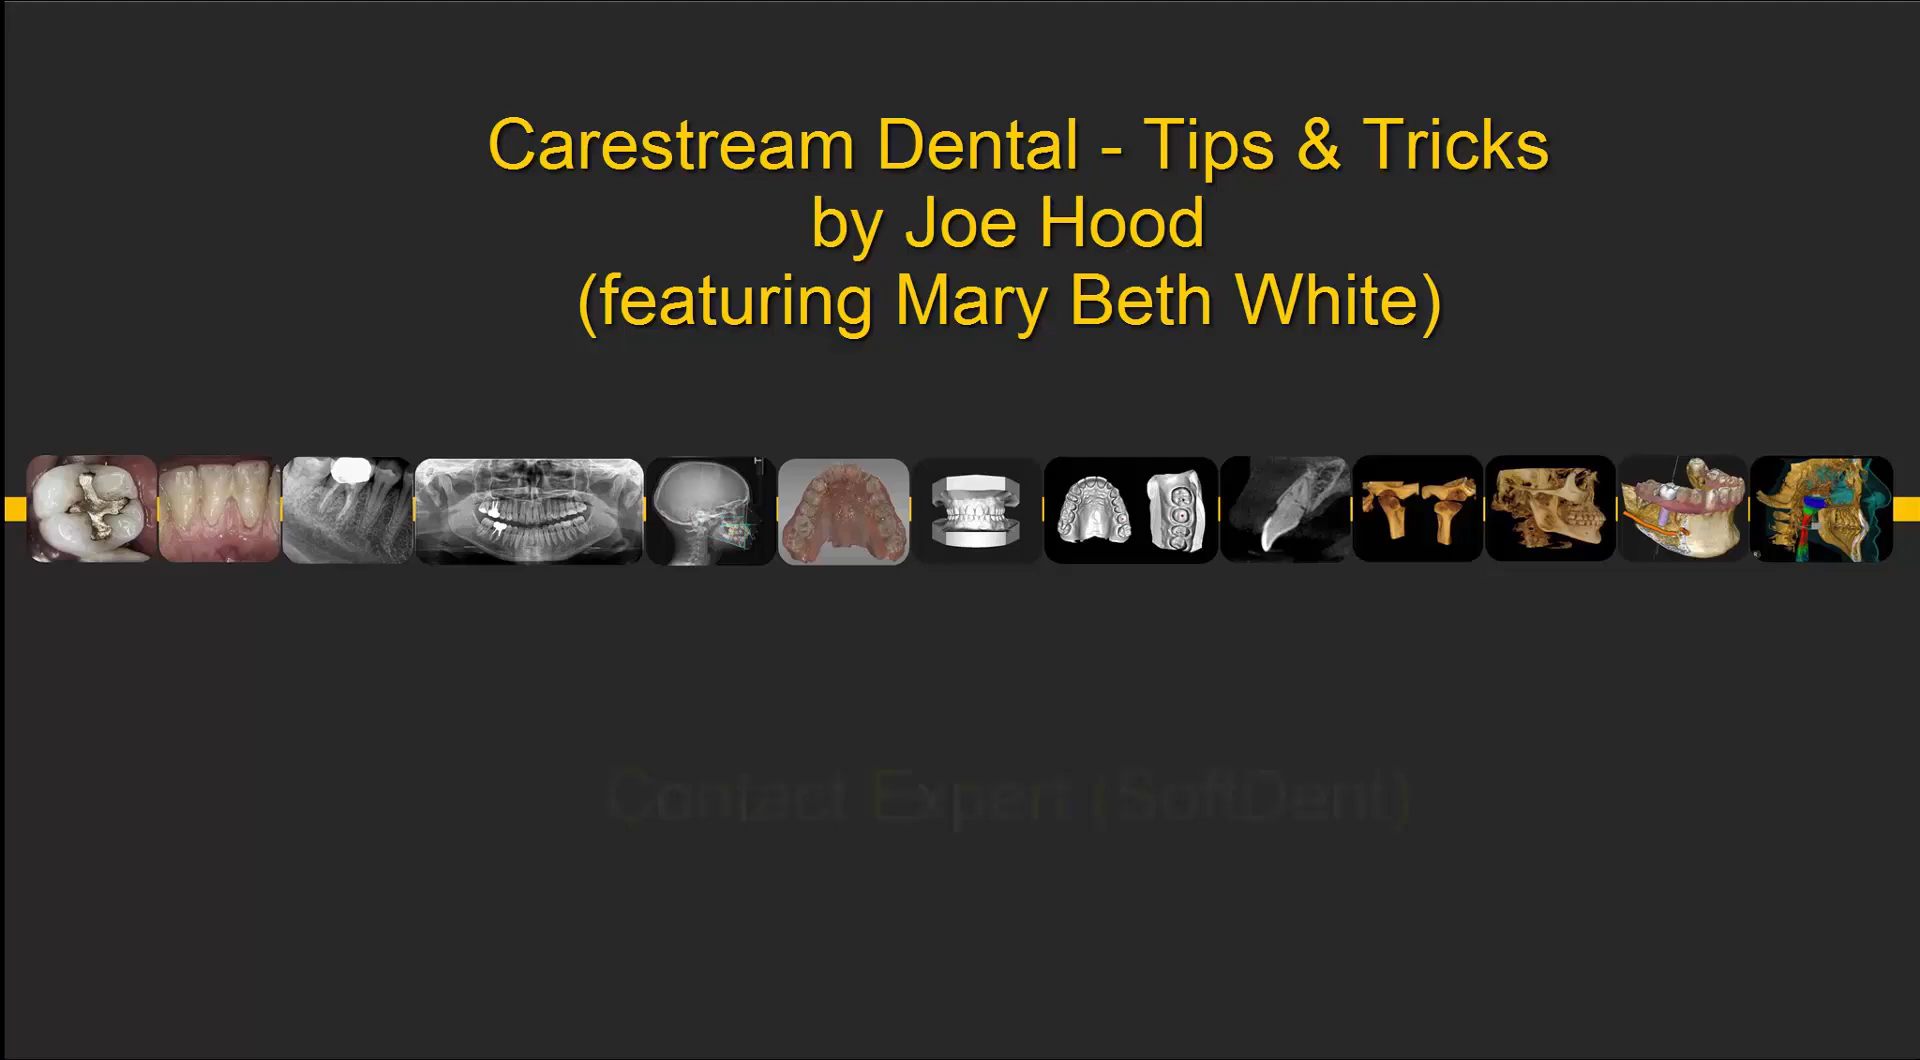 Carestream Dental - Tips & Tricks
by Joe Hood
(featuring Mary Beth White)
Contact Expert (SoftDent)